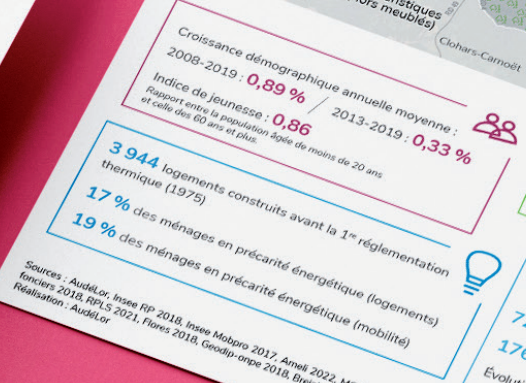 ristiques
hors meublés)
Clohars-Carnoët
Croissance démographique annuelle moyenne :
2008-2019 : 0,89 % / 2013-2019 : 0,33 %
Indice de jeunesse : 0,86
Rapport entre la population âgée de moins de 20 ans
et celle des 60 ans et plus.
3 944 logements construits avant la 1re réglementation
thermique (1975)
17 % des ménages en précarité énergétique (logements)
19 % des ménages en précarité énergétique (mobilité)
Sources : AudéLor, Insee RP 2018, Insee Mobpro 2017, Ameli 2022,
fonciers 2018, RPLS 2021, Flores 2018, Geodip-onpe 2018,
Réalisation : AudéLor
176
Évolut